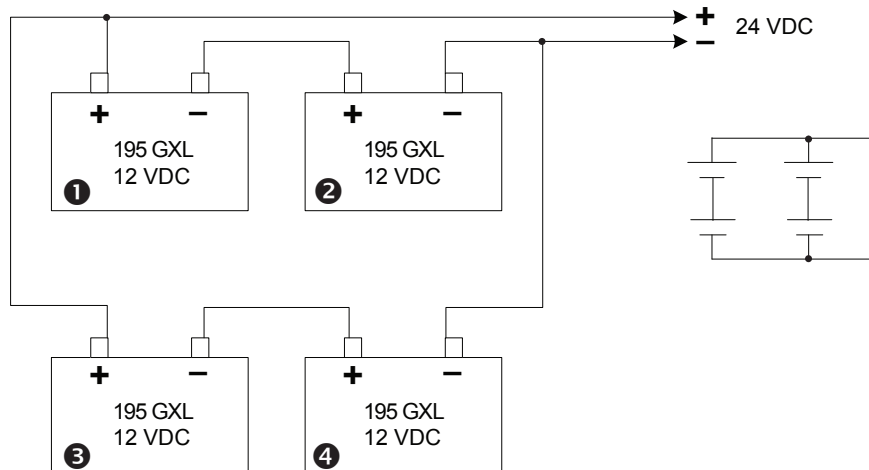 +
− 24 VDC
+ −
195 GXL
12 VDC
❶
+ −
195 GXL
12 VDC
❷
+ −
195 GXL
12 VDC
❸
+ −
195 GXL
12 VDC
❹